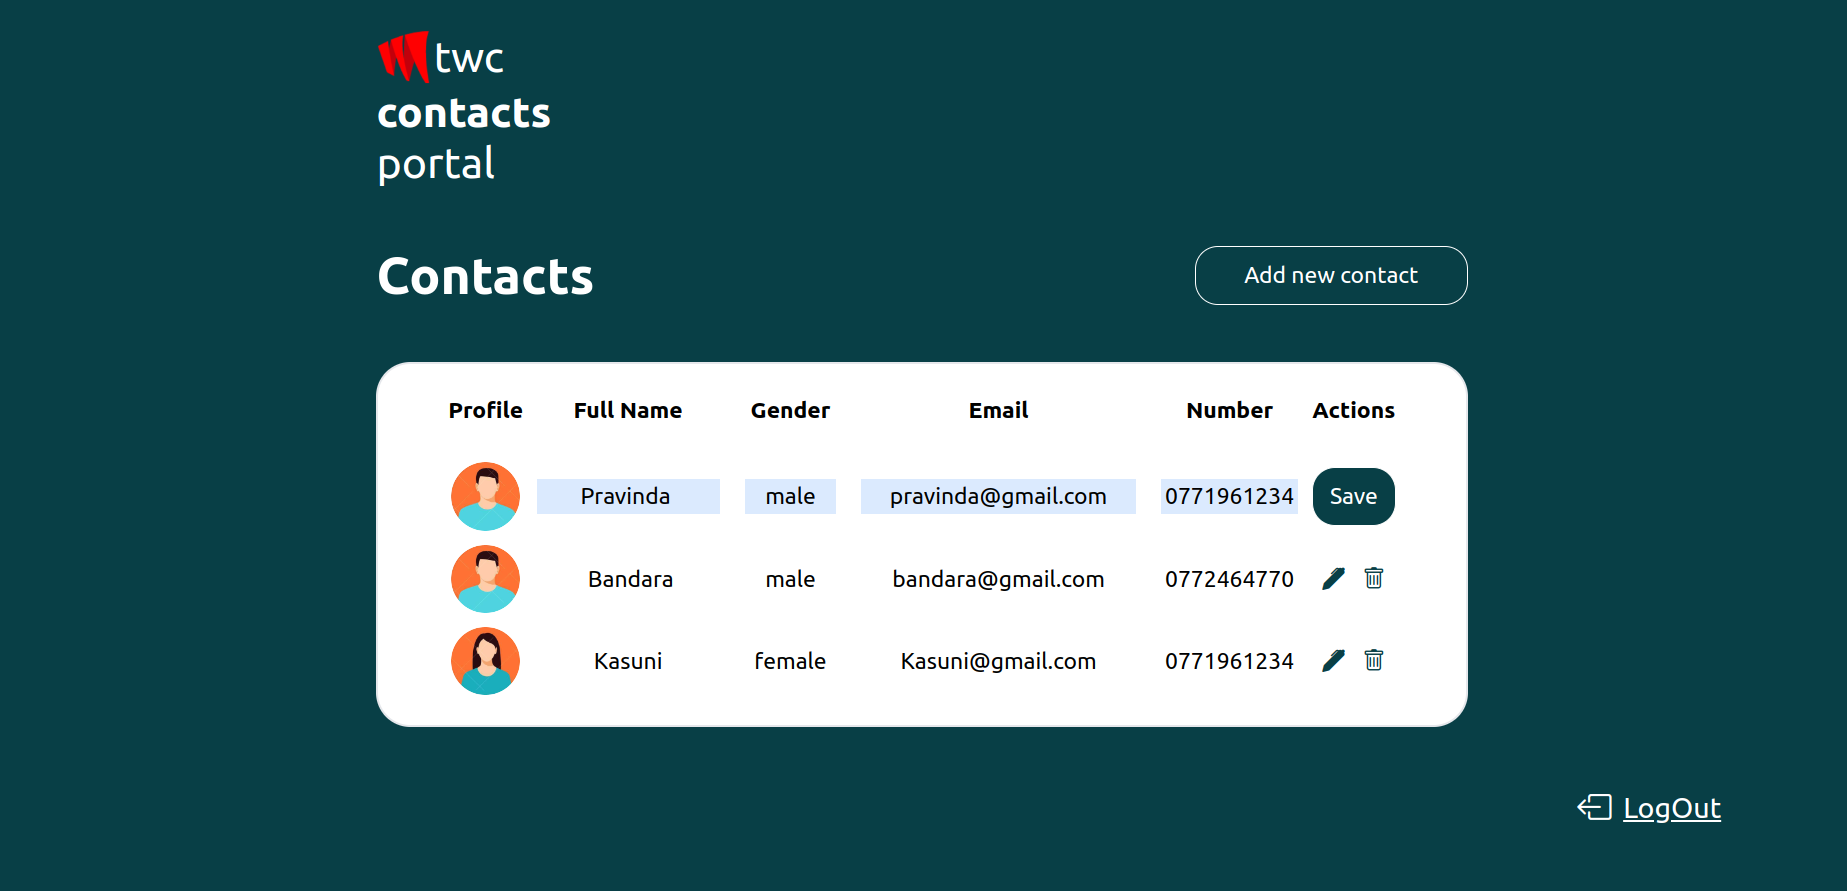 twc
contacts
portal
Contacts
Add new contact
Profile Full Name Gender Email Number Actions
Pravinda male pravinda@gmail.com 0771961234 Save
Bandara male bandara@gmail.com 0772464770
Kasuni female Kasuni@gmail.com 0771961234
LogOut